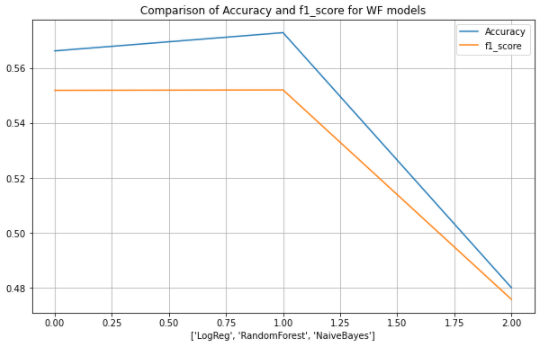 Comparison of Accuracy and f1_score for WF models
Accuracy
f1_score
0.56
0.54
0.52
0.50
0.48
0.00 0.25 0.50 0.75 1.00 1.25 1.50 1.75 2.00
['LogReg', 'RandomForest', 'NaiveBayes']